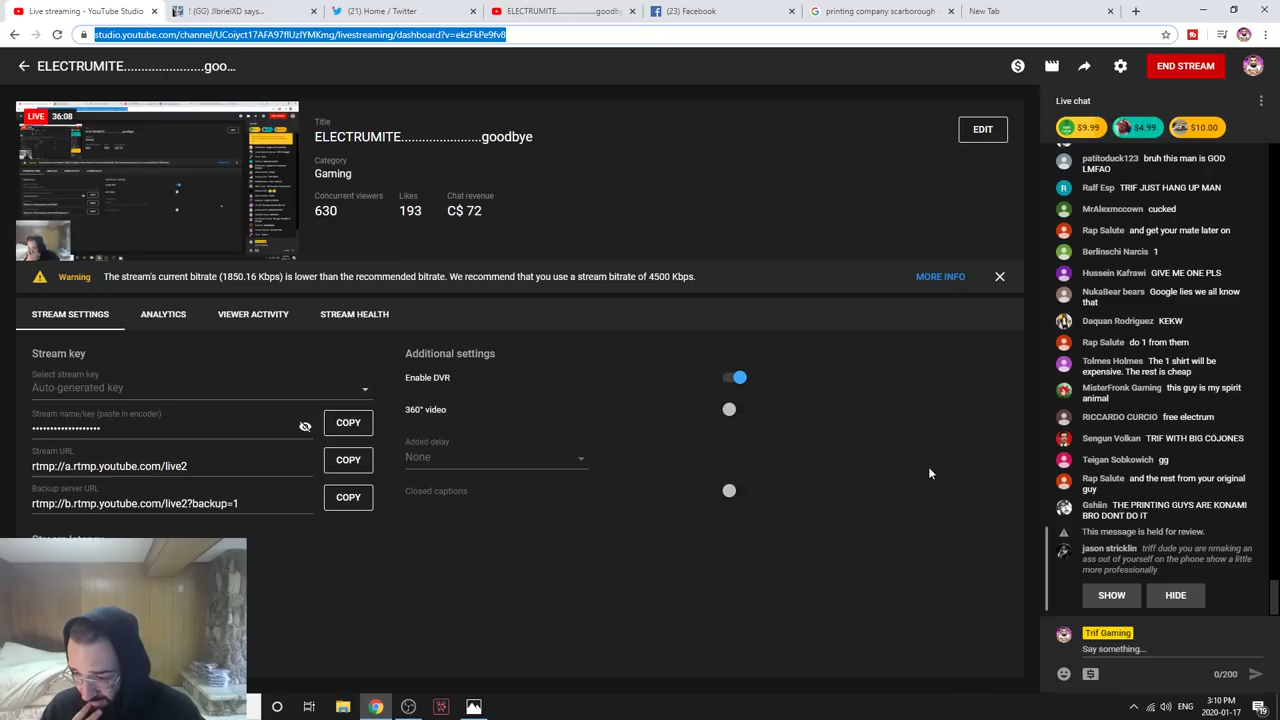 Live streaming - YouTube Studio
! (GG) JIbrielXD says...
(21) Home / Twitter
ELECTRUMITE......................goodby
(23) Facebook
printing company scarborough
New Tab
studio.youtube.com/channel/UCoiyct17AFA97flUzIYMKmg/livestreaming/dashboard?v=ekzFkPe9fv8
ELECTRUMITE.......................goo...
END STREAM
LIVE 36:08
Title
ELECTRUMITE.......................goodbye
EDIT
Category
Gaming
Concurrent viewers
Likes
Chat revenue
630
193
C$ 72
Warning
The stream's current bitrate (1850.16 Kbps) is lower than the recommended bitrate. We recommend that you use a stream bitrate of 4500 Kbps.
MORE INFO
STREAM SETTINGS
ANALYTICS
VIEWER ACTIVITY
STREAM HEALTH
Stream key
Select stream key
Auto-generated key
Stream name/key (paste in encoder)
••••••••••••••••••
COPY
Stream URL
rtmp://a.rtmp.youtube.com/live2
COPY
Backup server URL
rtmp://b.rtmp.youtube.com/live2?backup=1
COPY
Additional settings
Enable DVR
360° video
Added delay
None
Closed captions
Live chat
$9.99
$4.99
$10.00
patitoduck123 bruh this man is GOD
LMFAO
Ralf Esp TRIF JUST HANG UP MAN
MrAlexmcone cucked
Rap Salute and get your mate later on
Berlinschi Narcis 1
Hussein Kafrawi GIVE ME ONE PLS
NukaBear bears Google lies we all know
that
Daquan Rodriguez KEKW
Rap Salute do 1 from them
Tolmes Holmes The 1 shirt will be
expensive. The rest is cheap
MisterFronk Gaming this guy is my spirit
animal
RICCARDO CURCIO free electrum
Sengun Volkan TRIF WITH BIG COJONES
Teigan Sobkowich gg
Rap Salute and the rest from your original
guy
Gshiin THE PRINTING GUYS ARE KONAMI
BRO DONT DO IT
This message is held for review.
jason stricklin triff dude you are nmaking an
ass out of yourself on the phone show a little
more professionally
SHOW
HIDE
Trif Gaming
Say something...
0/200
ENG
3:10 PM
2020-01-17
19